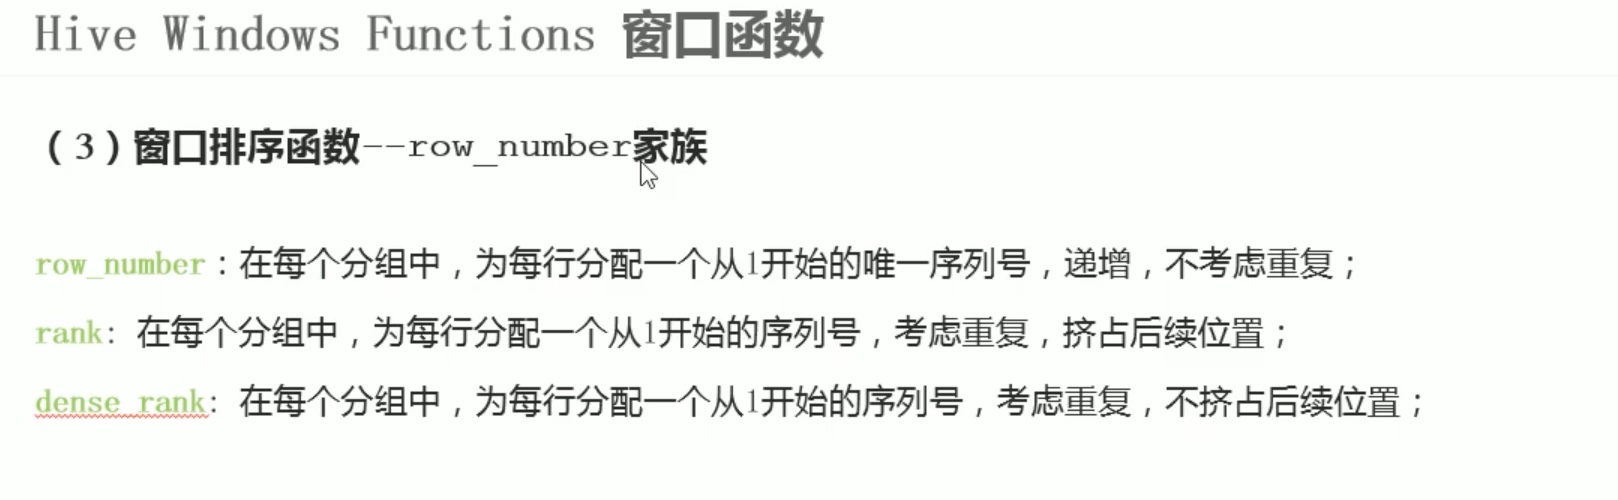 Hive Windows Functions 窗口函数
（3）窗口排序函数--row_number家族
row_number：在每个分组中，为每行分配一个从1开始的唯一序列号，递增，不考虑重复；
rank: 在每个分组中，为每行分配一个从1开始的序列号，考虑重复，挤占后续位置；
dense_rank: 在每个分组中，为每行分配一个从1开始的序列号，考虑重复，不挤占后续位置；